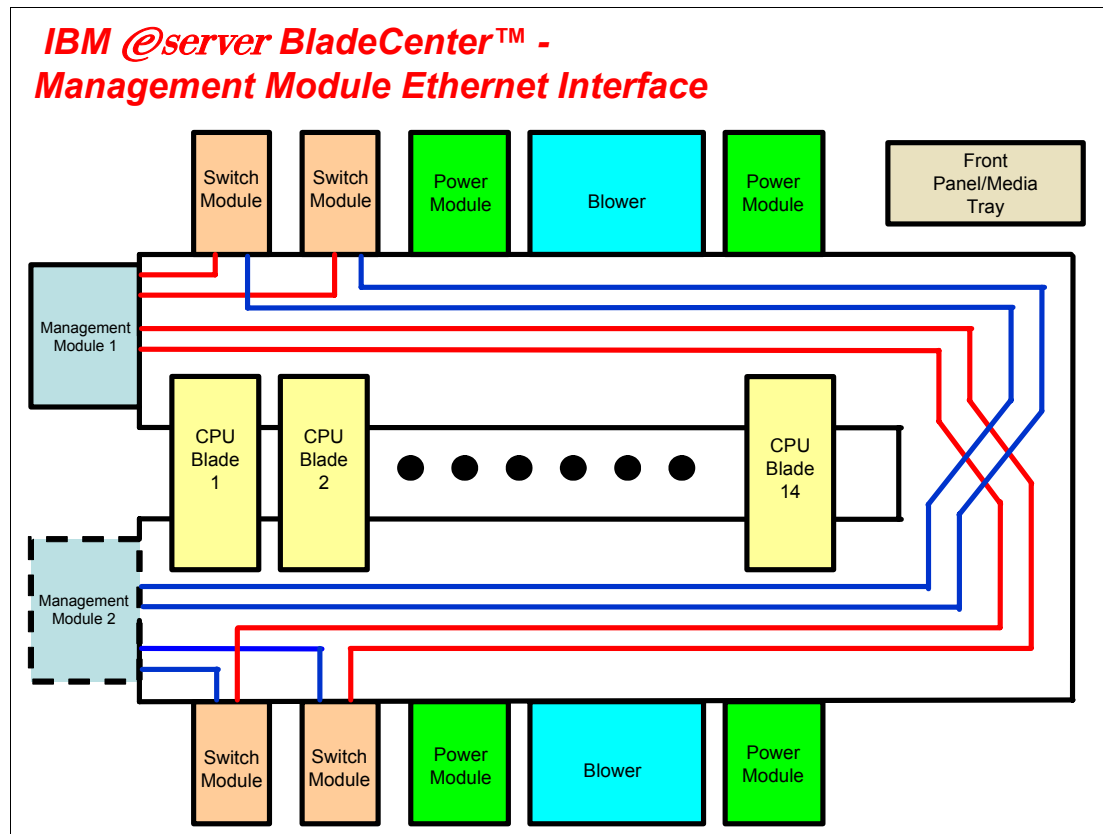 IBM @server BladeCenter™ -
Management Module Ethernet Interface
Switch
Module
Switch
Module
Power
Module
Blower
Power
Module
Front
Panel/Media
Tray
Management
Module 1
CPU
Blade
1
CPU
Blade
2
CPU
Blade
14
Management
Module 2
Switch
Module
Switch
Module
Power
Module
Blower
Power
Module